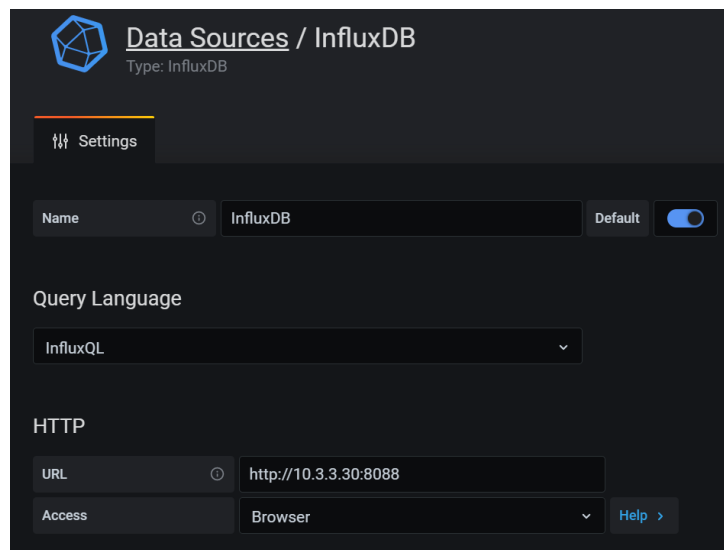 Data Sources / InfluxDB
Type: InfluxDB
Settings
Name InfluxDB Default
Query Language
InfluxQL
HTTP
URL http://10.3.3.30:8088
Access Browser Help >